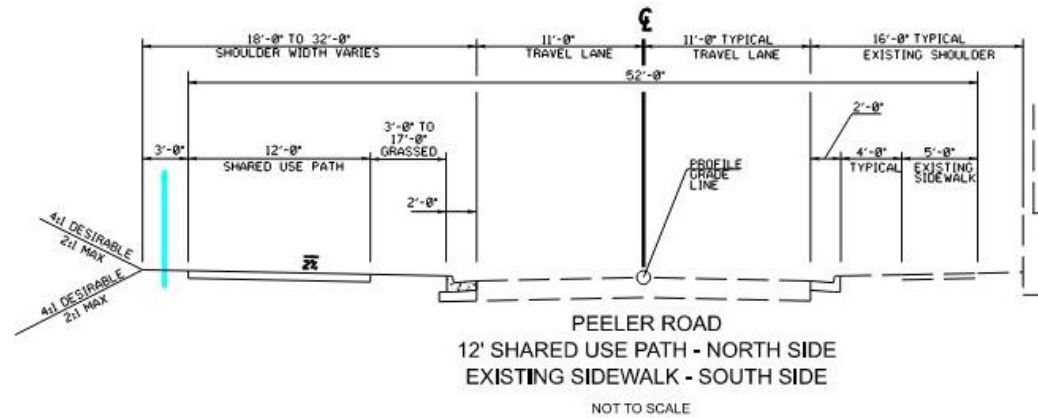 ℄
18'-0" TO 32'-0"
SHOULDER WIDTH VARIES
11'-0"
TRAVEL LANE
11'-0" TYPICAL
TRAVEL LANE
16'-0" TYPICAL
EXISTING SHOULDER
52'-0"
3'-0"
12'-0"
SHARED USE PATH
3'-0" TO
17'-0"
GRASSED
2'-0"
PROFILE
GRADE
LINE
2'-0"
4'-0"
TYPICAL
5'-0"
EXISTING
SIDEWALK
4:1 DESIRABLE
2:1 MAX
4:1 DESIRABLE
2:1 MAX
2%
PEELER ROAD
12' SHARED USE PATH - NORTH SIDE
EXISTING SIDEWALK - SOUTH SIDE
NOT TO SCALE